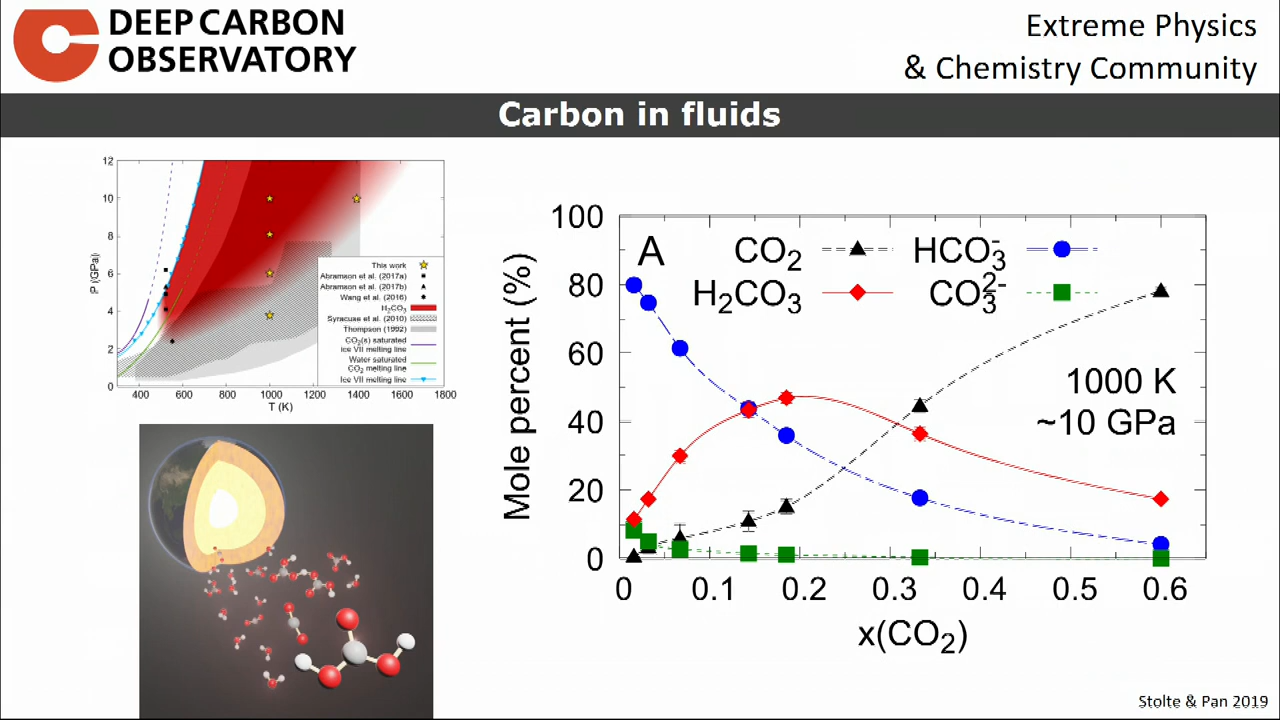 DEEP CARBON
OBSERVATORY
Extreme Physics
& Chemistry Community
Carbon in fluids
12
10
8
6
4
2
0
P (GPa)
400
600
800
1000
1200
1400
1600
1800
T (K)
This work
Abramson et al. (2017a)
Abramson et al. (2017b)
Wang et al. (2016)
H₂CO₃
Syracuse et al. (2010)
Thompson (1992)
CO₂(s) saturated
Ice VII melting line
Water saturated
CO₂ melting line
Ice VII melting line
100
80
60
40
20
0
Mole percent (%)
A
CO₂
HCO₃⁻
H₂CO₃
CO₃²⁻
1000 K
~10 GPa
0
0.1
0.2
0.3
0.4
0.5
0.6
x(CO₂)
Stolte & Pan 2019